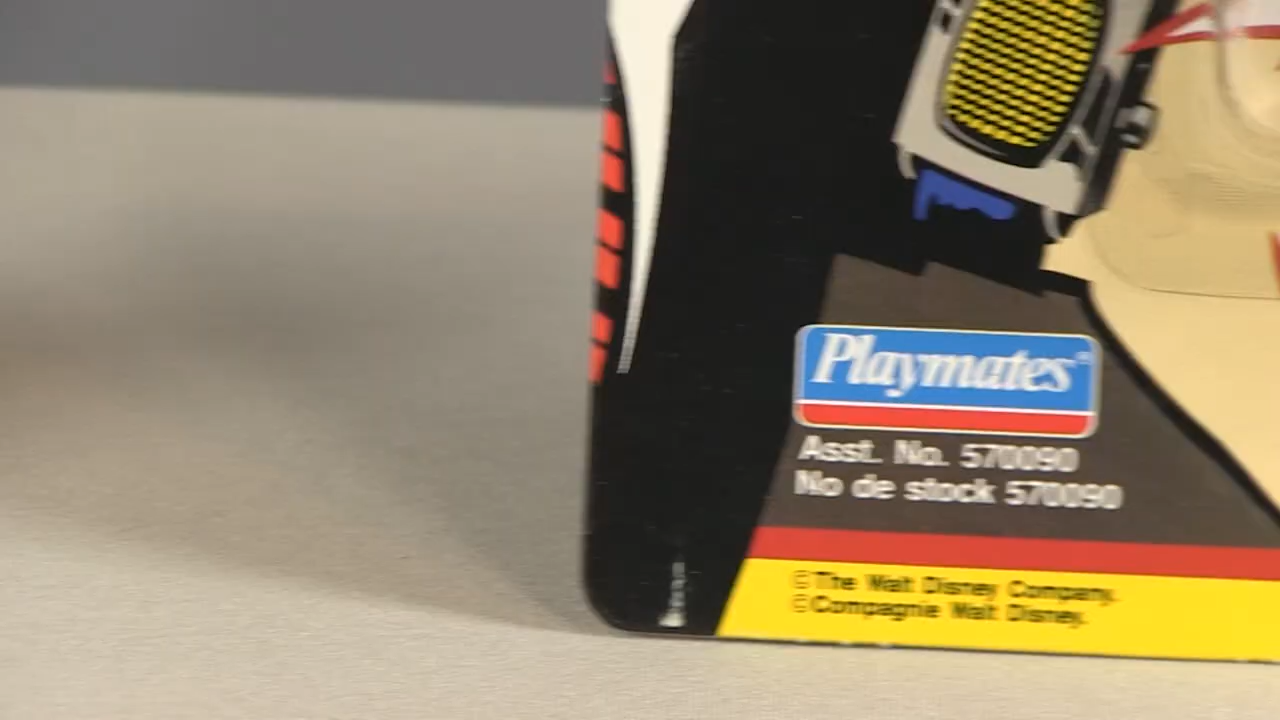 Playmates®
Asst. No. 570090
No de stock 570090
©The Walt Disney Company.
©Compagnie Walt Disney.